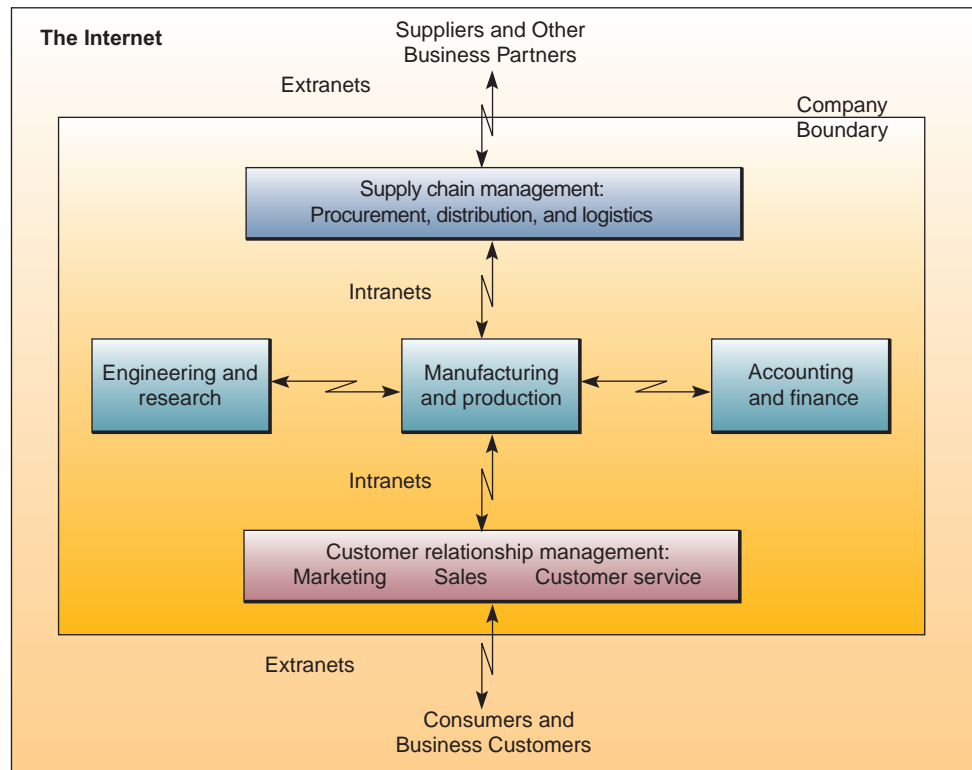 The Internet
Suppliers and Other
Business Partners
Extranets
Company
Boundary
Supply chain management:
Procurement, distribution, and logistics
Intranets
Engineering and
research
Manufacturing
and production
Accounting
and finance
Intranets
Customer relationship management:
Marketing Sales Customer service
Extranets
Consumers and
Business Customers